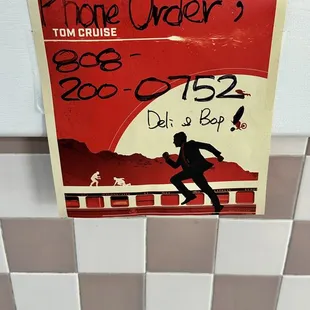 Phone Order ;
TOM CRUISE
808-
200-0752
Deli & Bop !